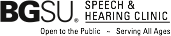 BGSU. SPEECH &
HEARING CLINIC
Open to the Public - Serving All Ages